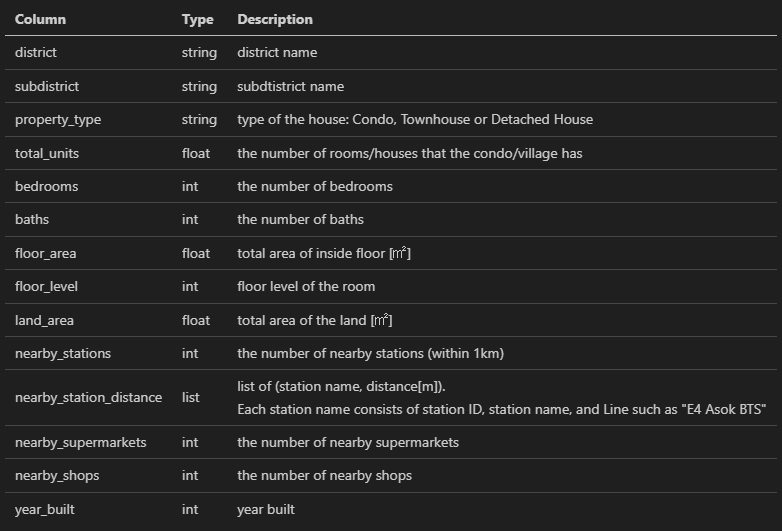 Column Type Description
district string district name
subdistrict string subdtistrict name
property_type string type of the house: Condo, Townhouse or Detached House
total_units float the number of rooms/houses that the condo/village has
bedrooms int the number of bedrooms
baths int the number of baths
floor_area float total area of inside floor [㎡]
floor_level int floor level of the room
land_area float total area of the land [㎡]
nearby_stations int the number of nearby stations (within 1km)
nearby_station_distance list list of (station name, distance[m]).
Each station name consists of station ID, station name, and Line such as "E4 Asok BTS"
nearby_supermarkets int the number of nearby supermarkets
nearby_shops int the number of nearby shops
year_built int year built